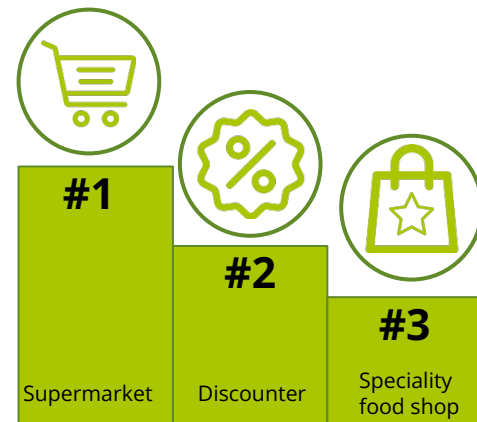 #1
#2
#3
Supermarket
Discounter
Speciality
food shop